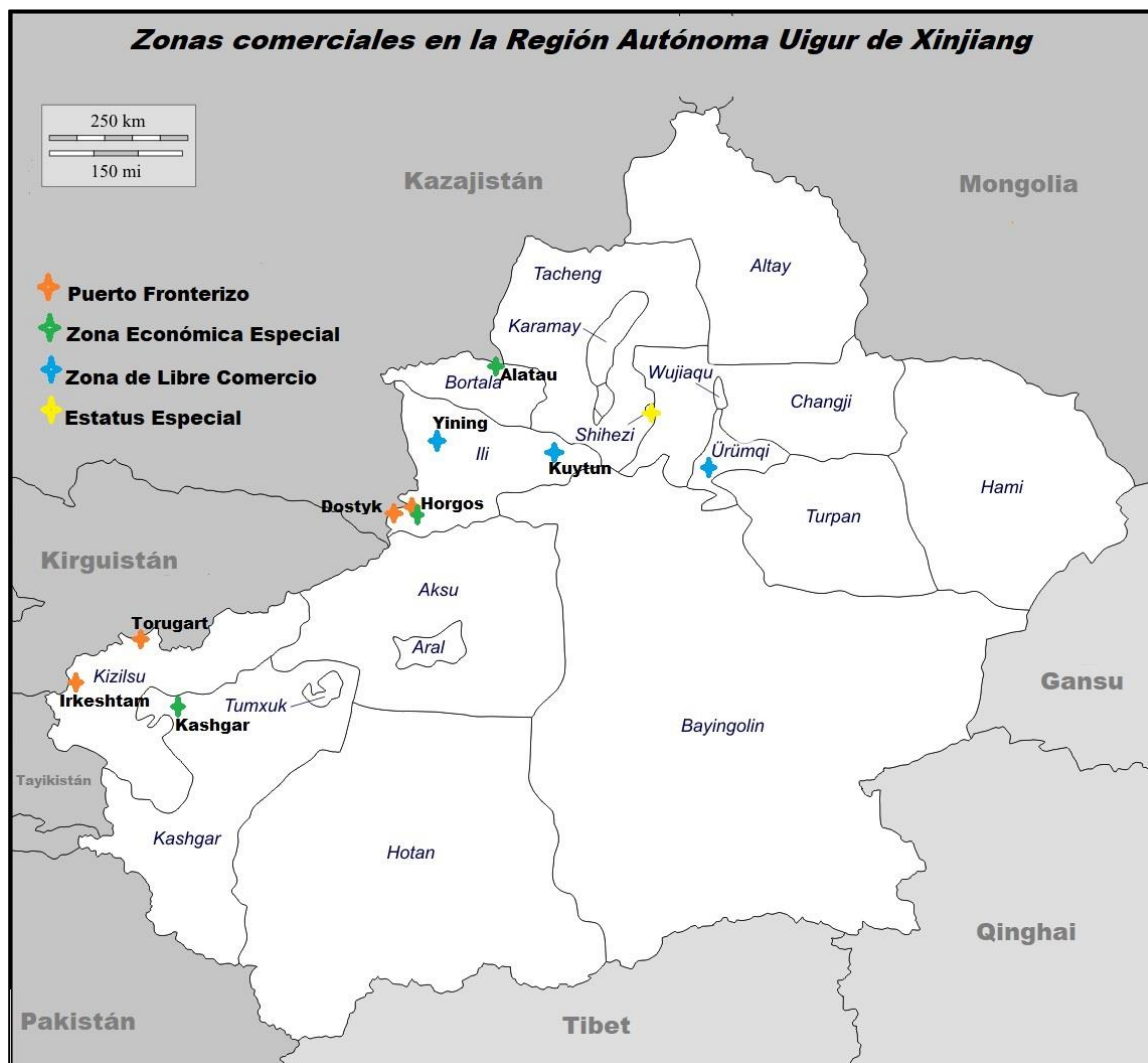 Zonas comerciales en la Región Autónoma Uigur de Xinjiang
250 km
150 mi
Kazajistán
Mongolia
Altay
Tacheng
Puerto Fronterizo
Karamay
Zona Económica Especial
Wujiaqu
Zona de Libre Comercio
Bortala
Alatau
Changji
Estatus Especial
Yining
Shihezi
Ili
Ürümqi
Kuytun
Hami
Dostyk
Horgos
Turpan
Kirguistán
Aksu
Torugart
Aral
Kizilsu
Gansu
Irkeshtam
Tumxuk
Kashgar
Bayingolin
Tayikistán
Kashgar
Hotan
Qinghai
Pakistán
Tibet